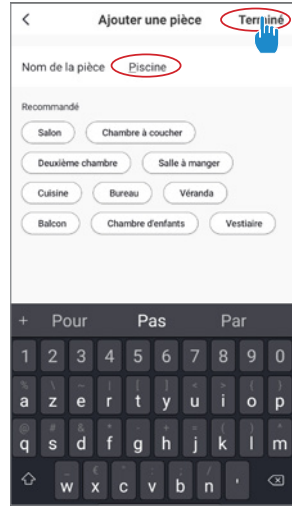 Ajouter une pièce Terminé
Nom de la pièce Piscine
Recommandé
Salon Chambre à coucher
Deuxième chambre Salle à manger
Cuisine Bureau Véranda
Balcon Chambre d'enfants Vestiaire
+ Pour Pas Par
1 2 3 4 5 6 7 8 9 0
a z e r t y u i o p
q s d f g h j k l m
w x c v b n '